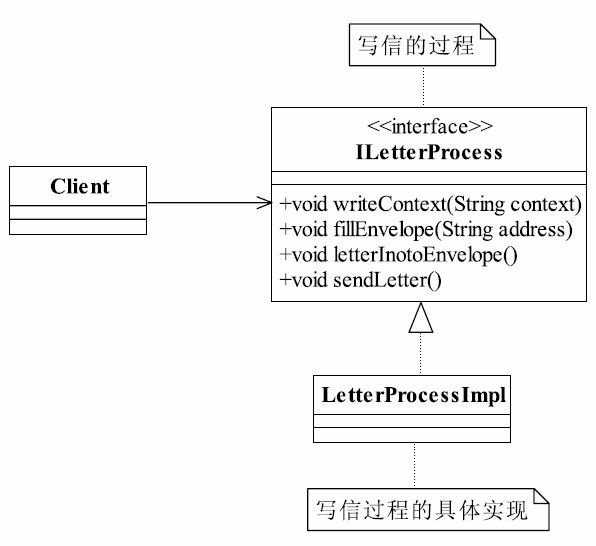 写信的过程
<<interface>>
ILetterProcess
Client
+void writeContext(String context)
+void fillEnvelope(String address)
+void letterInotoEnvelope()
+void sendLetter()
LetterProcessImpl
写信过程的具体实现